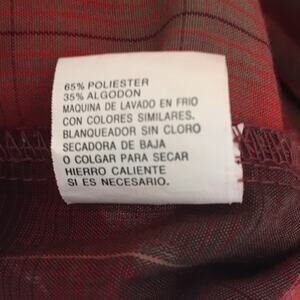 65% POLIESTER
35% ALGODON
MAQUINA DE LAVADO EN FRIO
CON COLORES SIMILARES.
BLANQUEADOR SIN CLORO
SECADORA DE BAJA
O COLGAR PARA SECAR
HIERRO CALIENTE
SI ES NECESARIO.